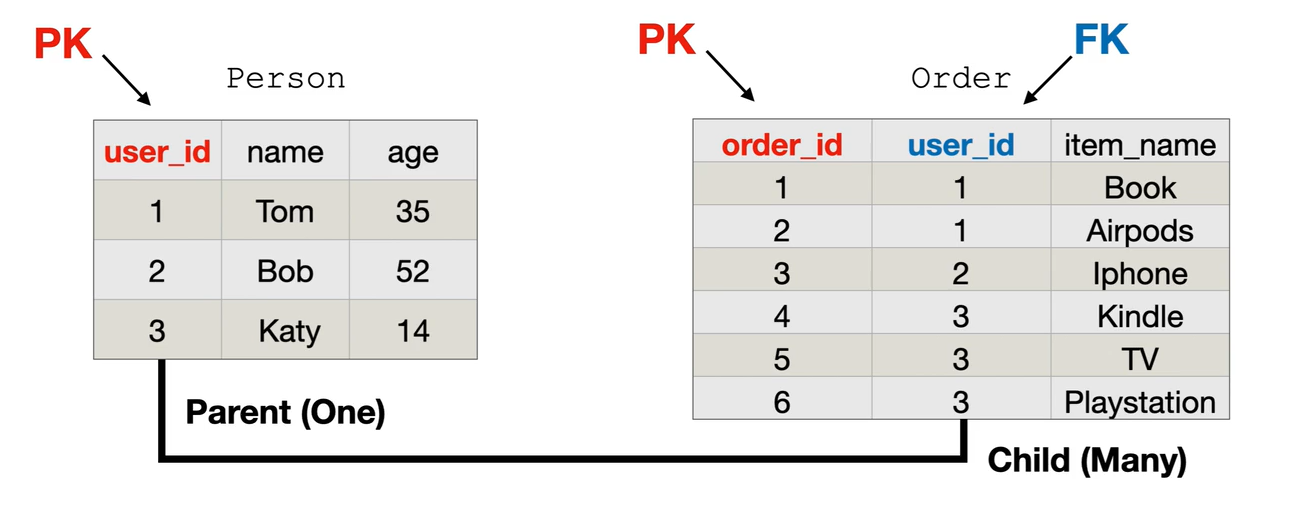 PK
Person
user_id name age
1 Tom 35
2 Bob 52
3 Katy 14
Parent (One)
PK
FK
Order
order_id user_id item_name
1 1 Book
2 1 Airpods
3 2 Iphone
4 3 Kindle
5 3 TV
6 3 Playstation
Child (Many)